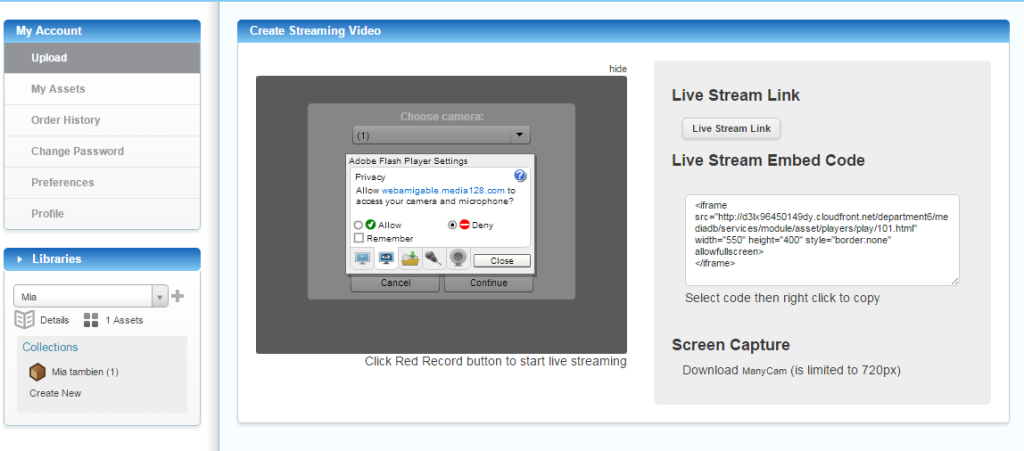 My Account
Upload
My Assets
Order History
Change Password
Preferences
Profile
Libraries
Mia
Details
1 Assets
Collections
Mia tambien (1)
Create New
Create Streaming Video
hide
Choose camera:
(1)
Adobe Flash Player Settings
Privacy
Allow webamigable.media128.com to
access your camera and microphone?
Allow
Deny
Remember
Close
Cancel
Continue
Click Red Record button to start live streaming
Live Stream Link
Live Stream Link
Live Stream Embed Code
<iframe
src="http://d3lx96450149dy.cloudfront.net/department6/me
diadb/services/module/asset/players/play/101.html"
width="550" height="400" style="border:none"
allowfullscreen>
</iframe>
Select code then right click to copy
Screen Capture
Download ManyCam (is limited to 720px)